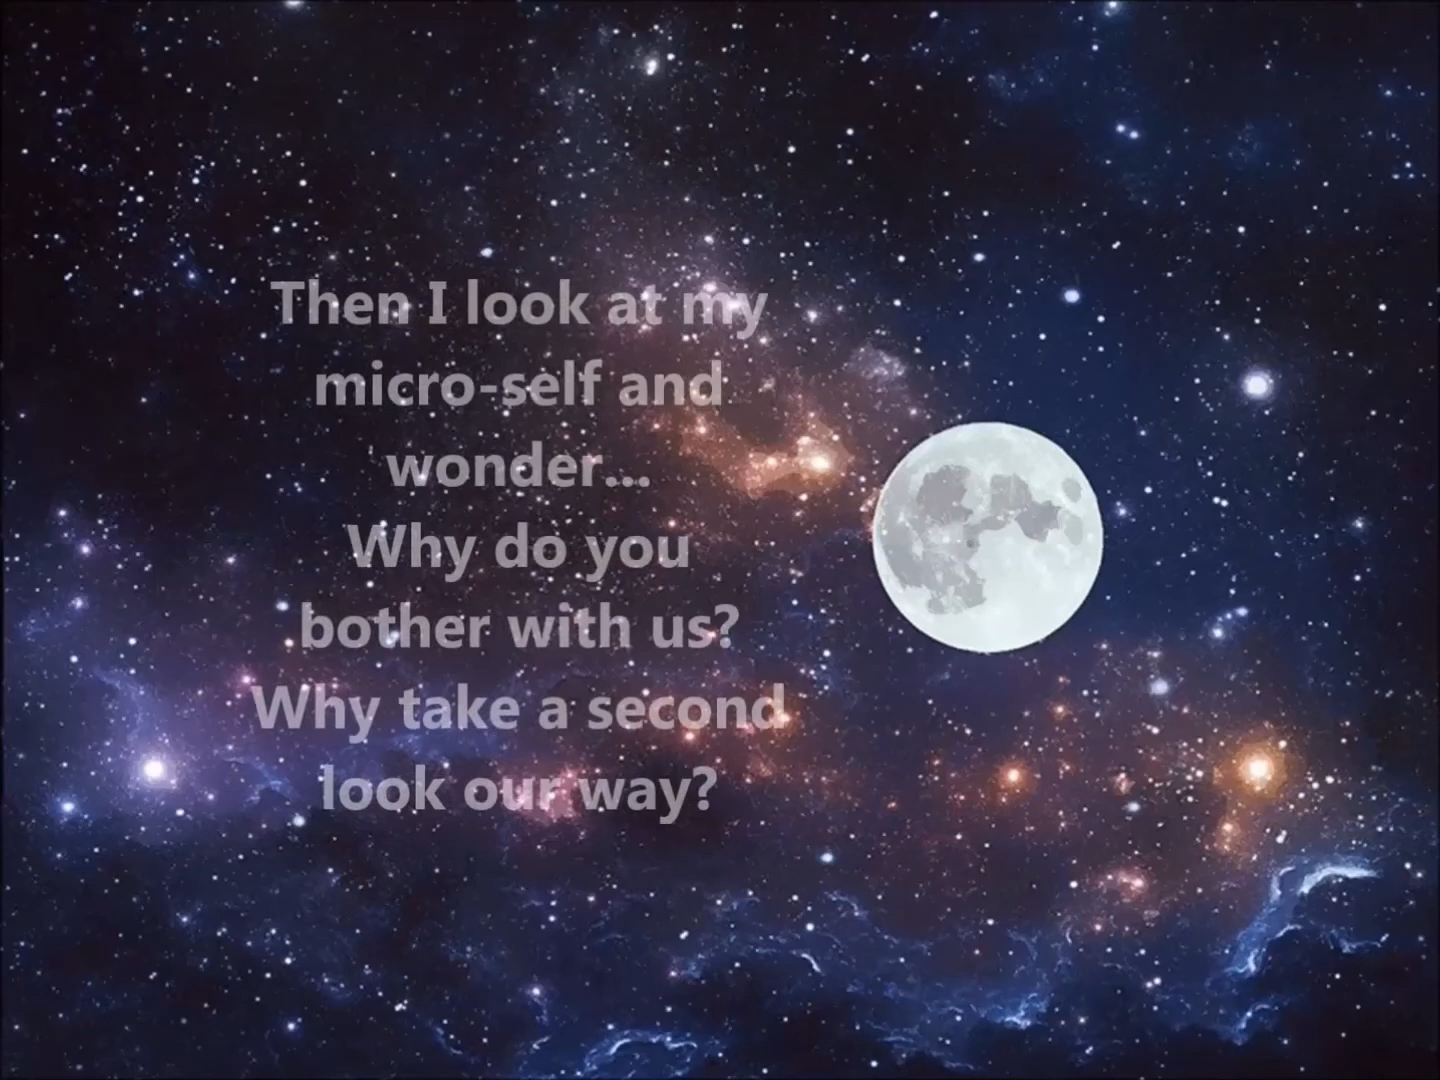 Then I look at my
micro-self and
wonder...
Why do you
bother with us?
Why take a second
look our way?